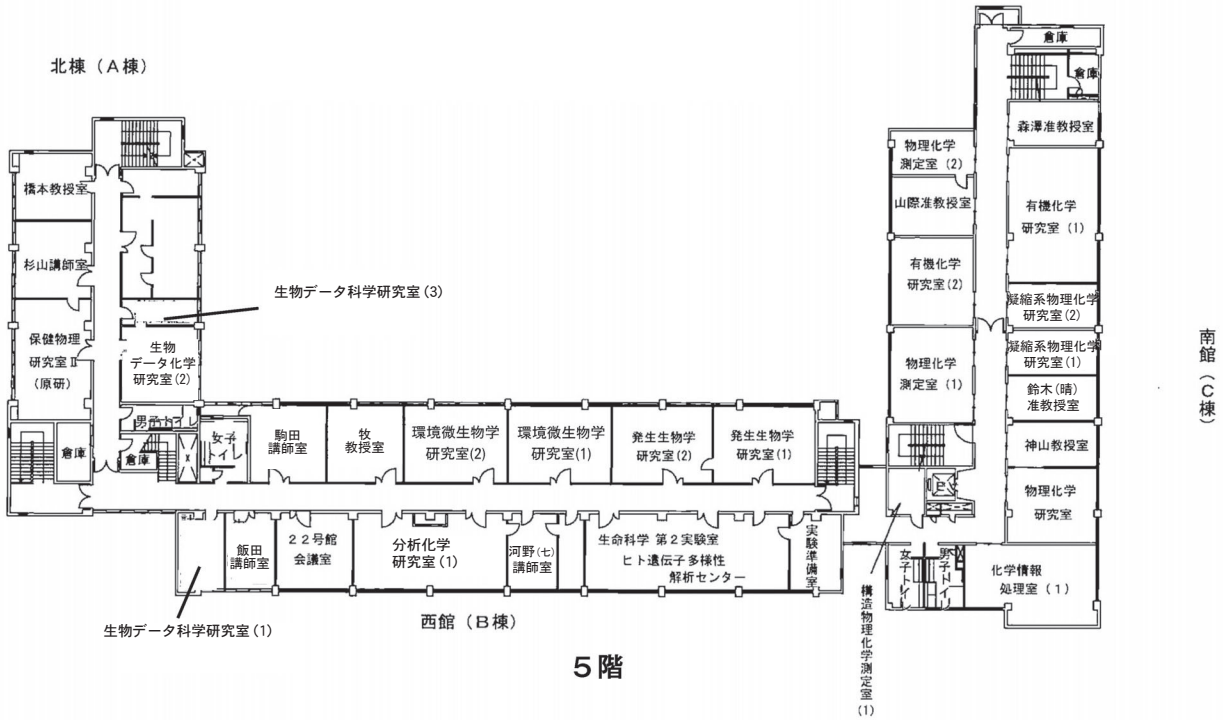 北棟（A棟）
橋本教授室
杉山講師室
保健物理
研究室Ⅱ
(原研)
生物データ科学研究室(3)
生物
データ化学
研究室(2)
男子トイレ
倉庫
倉庫
女子
トイレ
駒田
講師室
牧
教授室
環境微生物学
研究室(2)
環境微生物学
研究室(1)
発生生物学
研究室(2)
発生生物学
研究室(1)
飯田
講師室
２２号館
会議室
分析化学
研究室(1)
河野(七)
講師室
生命科学 第２実験室
ヒト遺伝子多様性
解析センター
実験準備室
生物データ科学研究室(1)
西館（B棟）
5階
倉庫
倉庫
森澤准教授室
物理化学
測定室(2)
山際准教授室
有機化学
研究室(1)
有機化学
研究室(2)
凝縮系物理化学
研究室(2)
凝縮系物理化学
研究室(1)
物理化学
測定室(1)
鈴木(晴)
准教授室
神山教授室
物理化学
研究室
女子トイレ
男子トイレ
化学情報
処理室(1)
構造物理化学測定室(1)
南館（C棟）